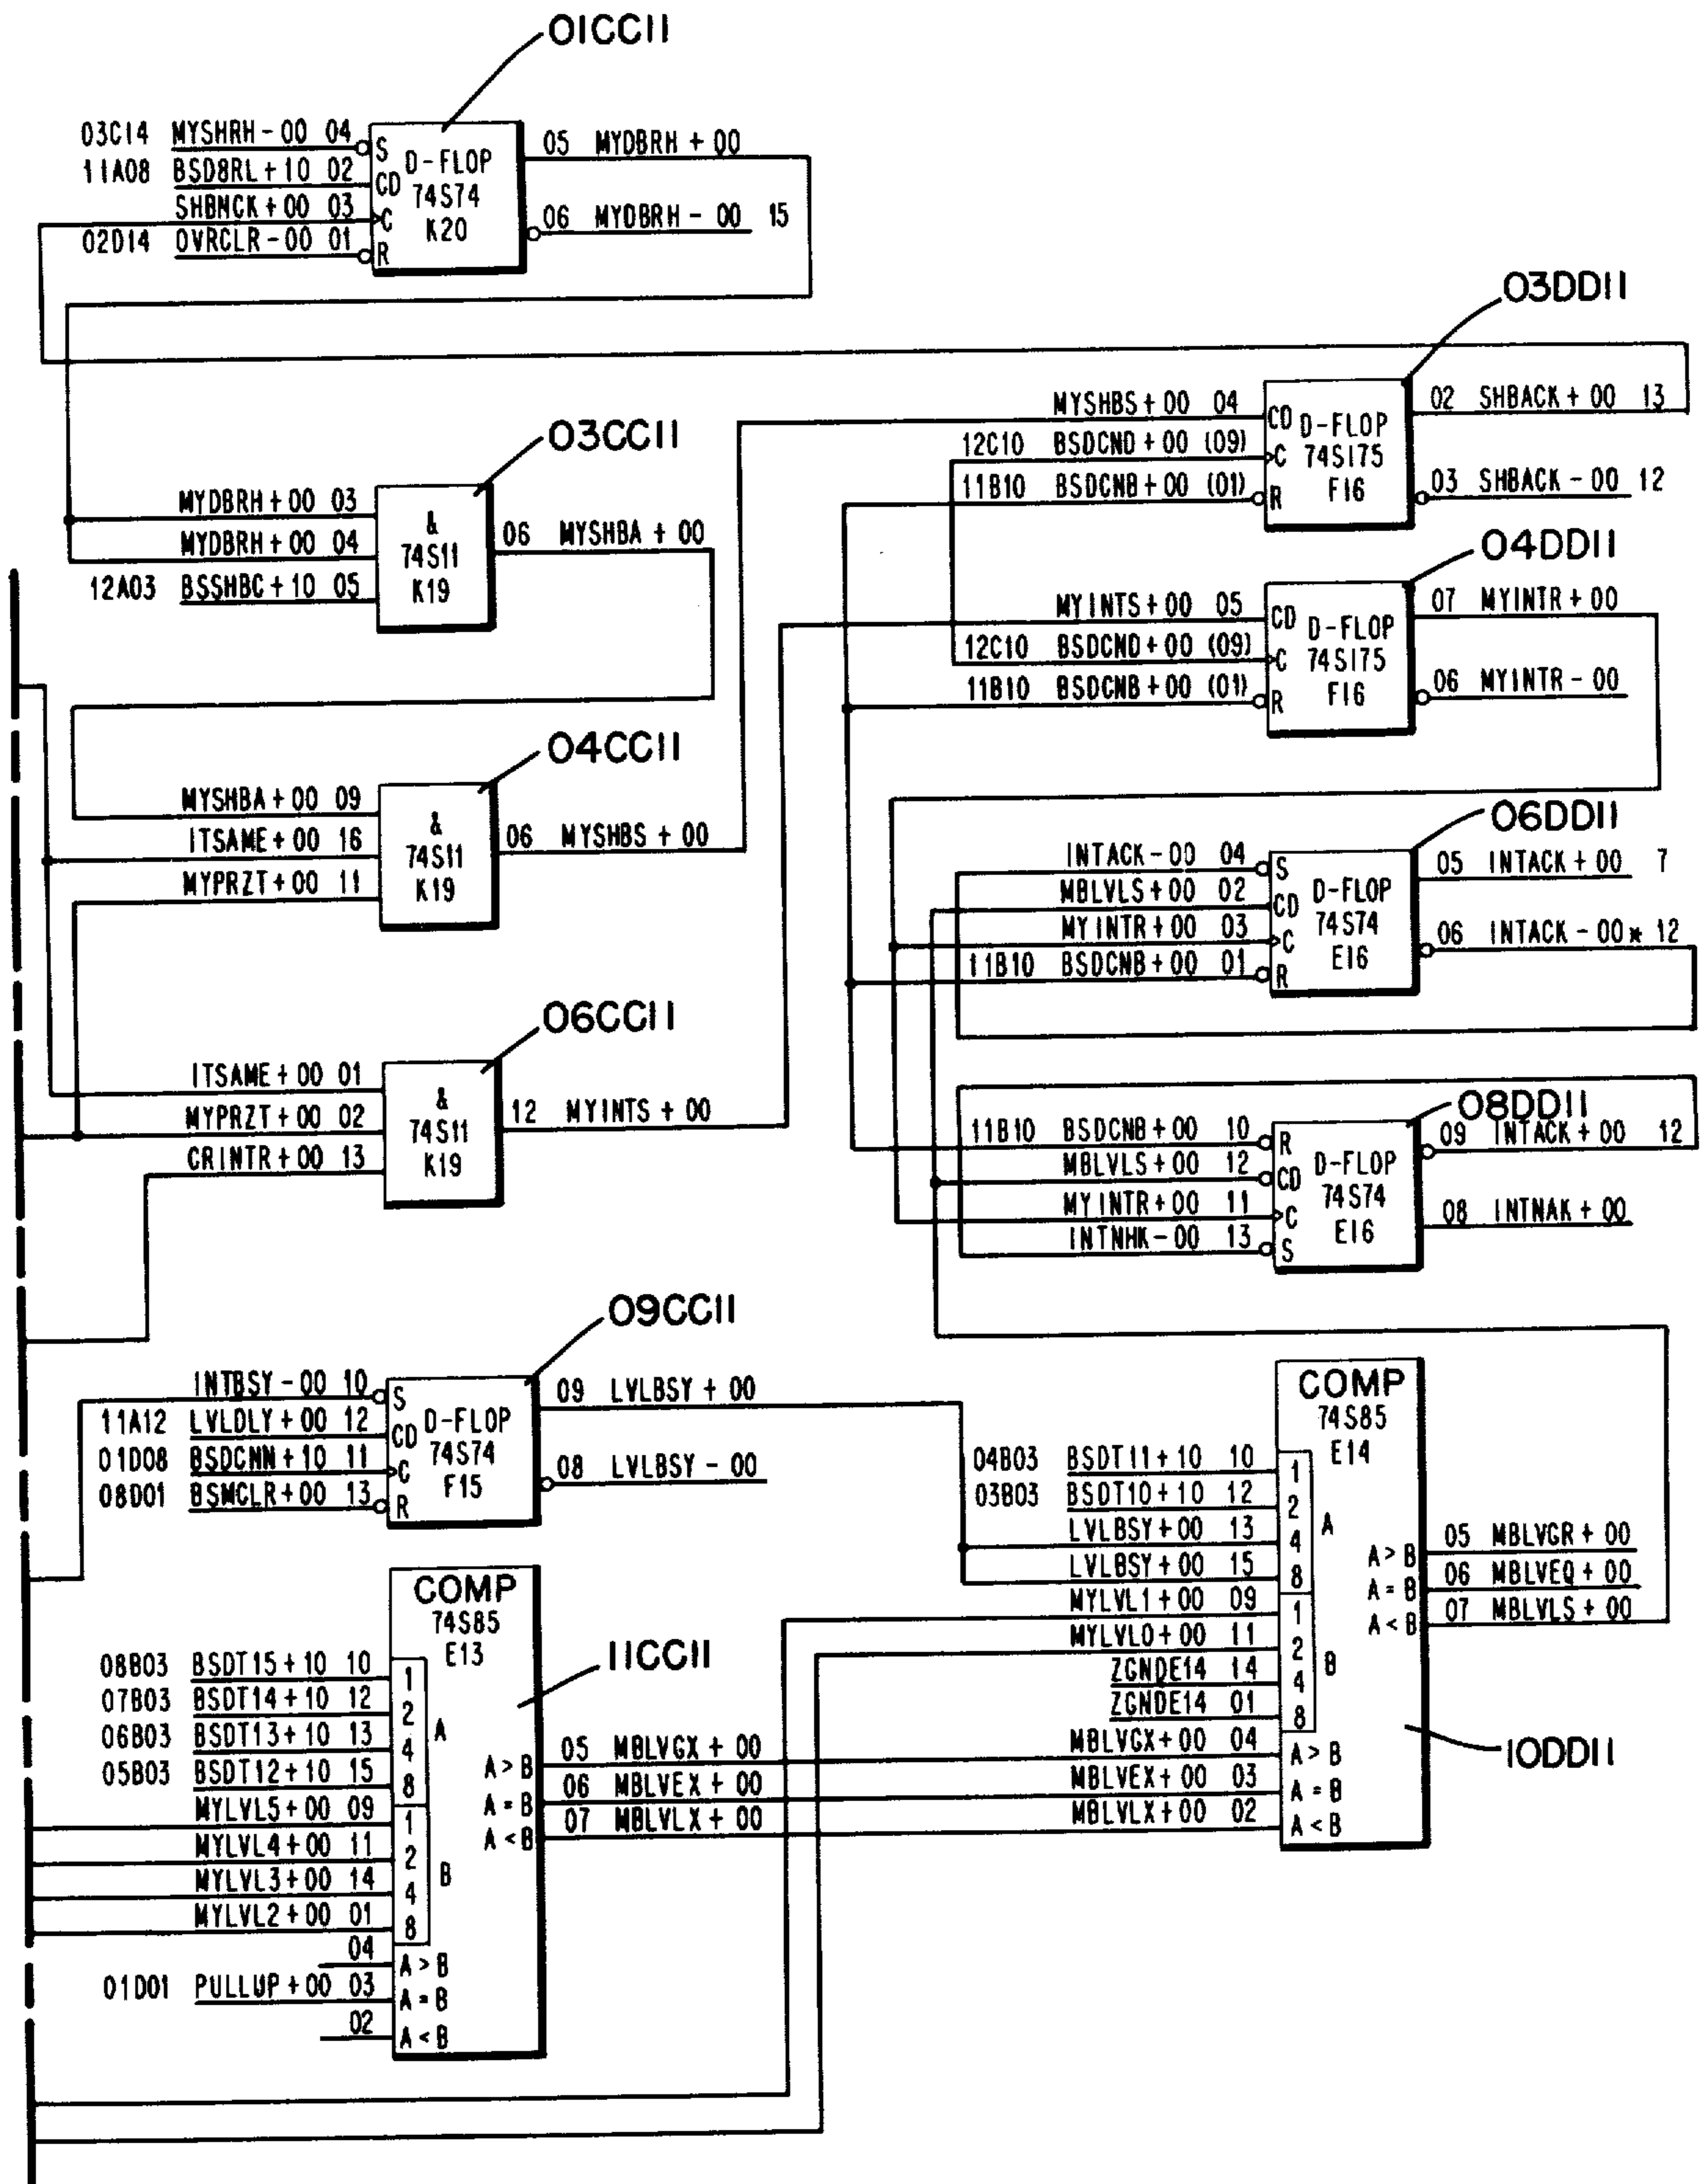 01CC11
03C14 MYSHRH-00 04
11A08 BSD8RL+10 02
SHBNCK+00 03
02D14 OVRCLR-00 01
S
CD
C
R
D-FLOP
74S74
K20
05 MYDBRH+00
06 MYDBRH-00 15
03DD11
MYSHBS+00 04
12C10 BSDCND+00 (09)
11B10 BSDCNB+00 (01)
CD
C
R
D-FLOP
74S175
F16
02 SHBACK+00 13
03 SHBACK-00 12
03CC11
MYDBRH+00 03
MYDBRH+00 04
12A03 BSSHBC+10 05
&
74S11
K19
06 MYSHBA+00
04DD11
MYINTS+00 05
12C10 BSDCND+00 (09)
11B10 BSDCNB+00 (01)
CD
C
R
D-FLOP
74S175
F16
07 MYINTR+00
06 MYINTR-00
04CC11
MYSHBA+00 09
ITSAME+00 16
MYPRZT+00 11
&
74S11
K19
06 MYSHBS+00
06DD11
INTACK-00 04
MBLVLS+00 02
MYINTR+00 03
11B10 BSDCNB+00 01
S
CD
C
R
D-FLOP
74S74
E16
05 INTACK+00 7
06 INTACK-00* 12
06CC11
ITSAME+00 01
MYPRZT+00 02
CRINTR+00 13
&
74S11
K19
12 MYINTS+00
08DD11
11B10 BSDCNB+00 10
MBLVLS+00 12
MYINTR+00 11
INTNHK-00 13
R
CD
C
S
D-FLOP
74S74
E16
09 INTACK+00 12
08 INTNAK+00
09CC11
INTBSY-00 10
11A12 LVLDLY+00 12
01D08 BSDCNN+10 11
08D01 BSMCLR+00 13
S
CD
C
R
D-FLOP
74S74
F15
09 LVLBSY+00
08 LVLBSY-00
COMP
74S85
E14
04B03 BSDT11+10 10
03B03 BSDT10+10 12
LVLBSY+00 13
LVLBSY+00 15
MYLVL1+00 09
MYLVL0+00 11
ZGNDE14 14
ZGNDE14 01
MBLVGX+00 04
MBLVEX+00 03
MBLVLX+00 02
1
2
4
8
A
1
2
4
8
B
A>B
A=B
A<B
A>B
A=B
A<B
05 MBLVGR+00
06 MBLVEQ+00
07 MBLVLS+00
10DD11
COMP
74S85
E13
11CC11
08B03 BSDT15+10 10
07B03 BSDT14+10 12
06B03 BSDT13+10 13
05B03 BSDT12+10 15
MYLVL5+00 09
MYLVL4+00 11
MYLVL3+00 14
MYLVL2+00 01
04
01D01 PULLUP+00 03
02
1
2
4
8
A
1
2
4
8
B
A>B
A=B
A<B
A>B
A=B
A<B
05 MBLVGX+00
06 MBLVEX+00
07 MBLVLX+00